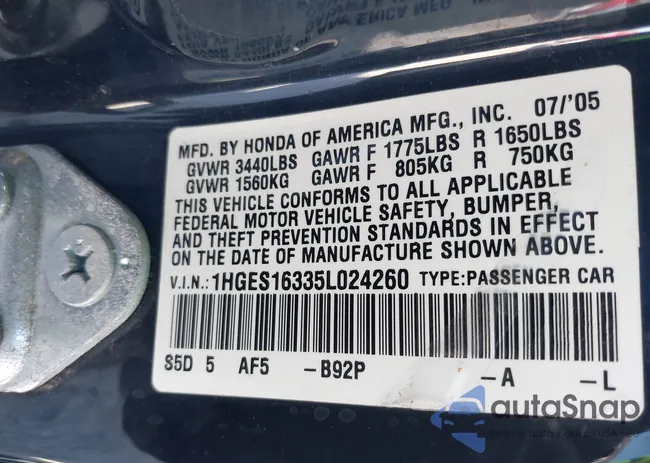 MFD. BY HONDA OF AMERICA MFG., INC. 07/'05
GVWR 3440LBS GAWR F 1775LBS R 1650LBS
GVWR 1560KG GAWR F 805KG R 750KG
THIS VEHICLE CONFORMS TO ALL APPLICABLE
FEDERAL MOTOR VEHICLE SAFETY, BUMPER,
AND THEFT PREVENTION STANDARDS IN EFFECT
ON THE DATE OF MANUFACTURE SHOWN ABOVE.
V.I.N.: 1HGES16335L024260 TYPE: PASSENGER CAR
S5D 5 AF5 -B92P -A -L
autoSnap